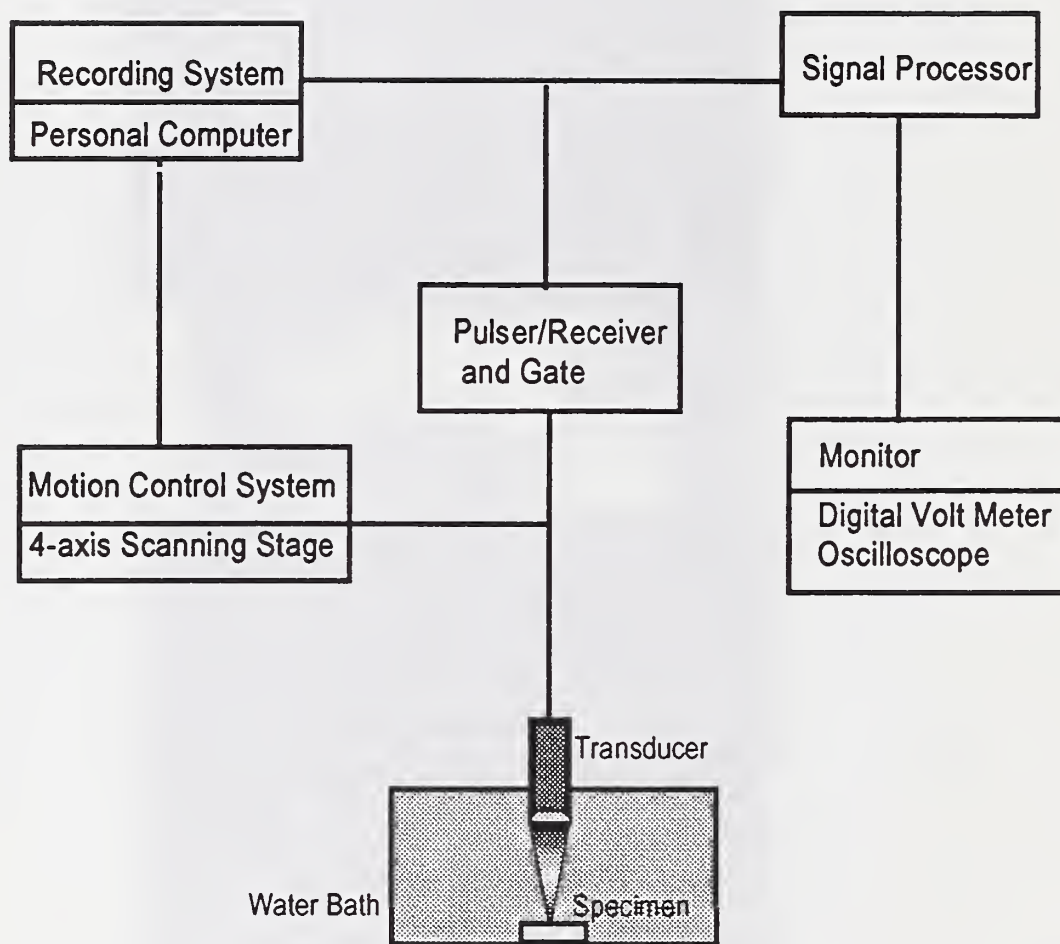 Recording System
Personal Computer
Signal Processor
Pulser/Receiver
and Gate
Motion Control System
4-axis Scanning Stage
Monitor
Digital Volt Meter
Oscilloscope
Transducer
Water Bath
Specimen